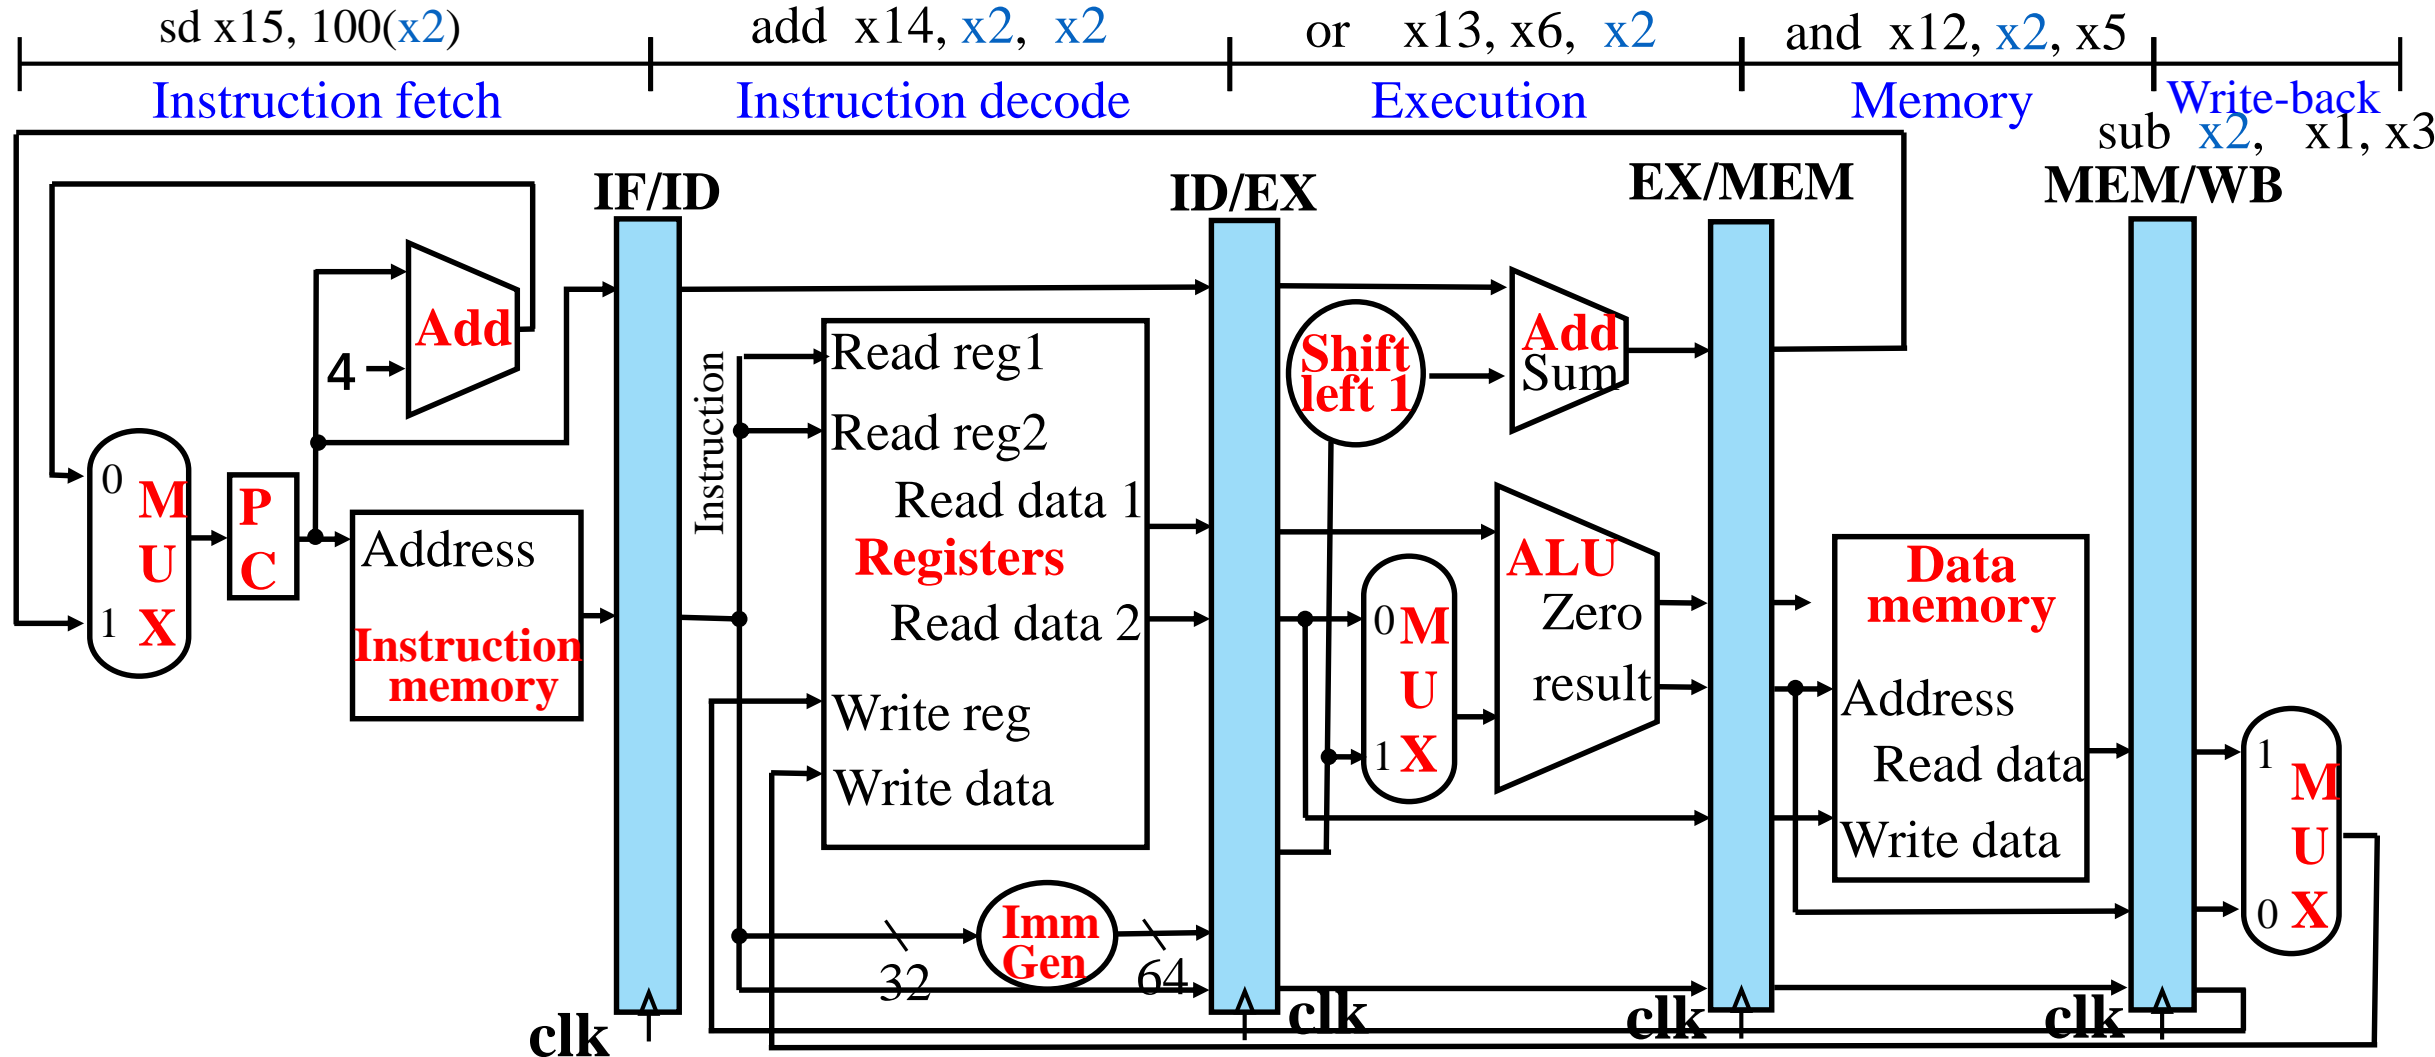 sd x15, 100(x2)
add x14, x2, x2
or x13, x6, x2
and x12, x2, x5
Instruction fetch
Instruction decode
Execution
Memory
Write-back
sub x2, x1, x3
IF/ID
ID/EX
EX/MEM
MEM/WB
Add
4
0
M
U
X
1
P
C
Address
Instruction
memory
Instruction
Read reg1
Read reg2
Read data 1
Registers
Read data 2
Write reg
Write data
Imm
Gen
32
64
Shift
left 1
Add
Sum
0
M
U
X
1
ALU
Zero
result
Data
memory
Address
Read data
Write data
1
M
U
X
0
clk
clk
clk
clk